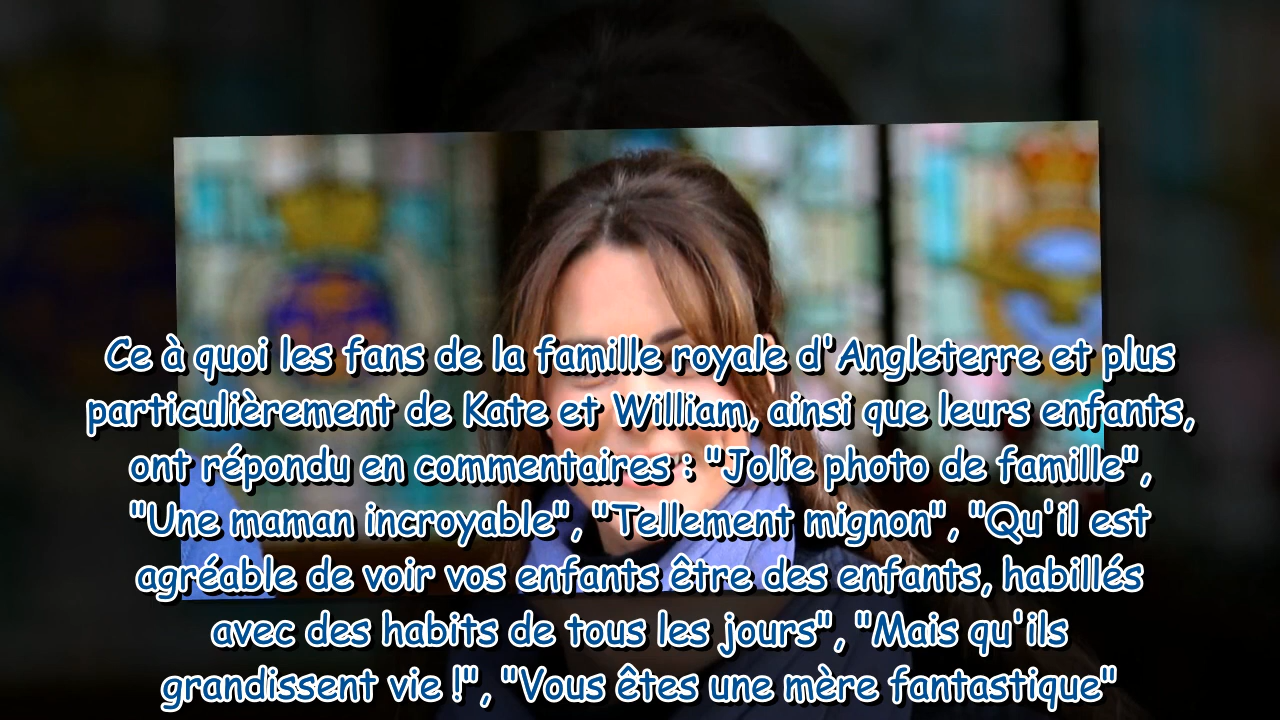 Ce à quoi les fans de la famille royale d'Angleterre et plus
particulièrement de Kate et William, ainsi que leurs enfants,
ont répondu en commentaires : "Jolie photo de famille",
"Une maman incroyable", "Tellement mignon", "Qu'il est
agréable de voir vos enfants être des enfants, habillés
avec des habits de tous les jours", "Mais qu'ils
grandissent vie !", "Vous êtes une mère fantastique"